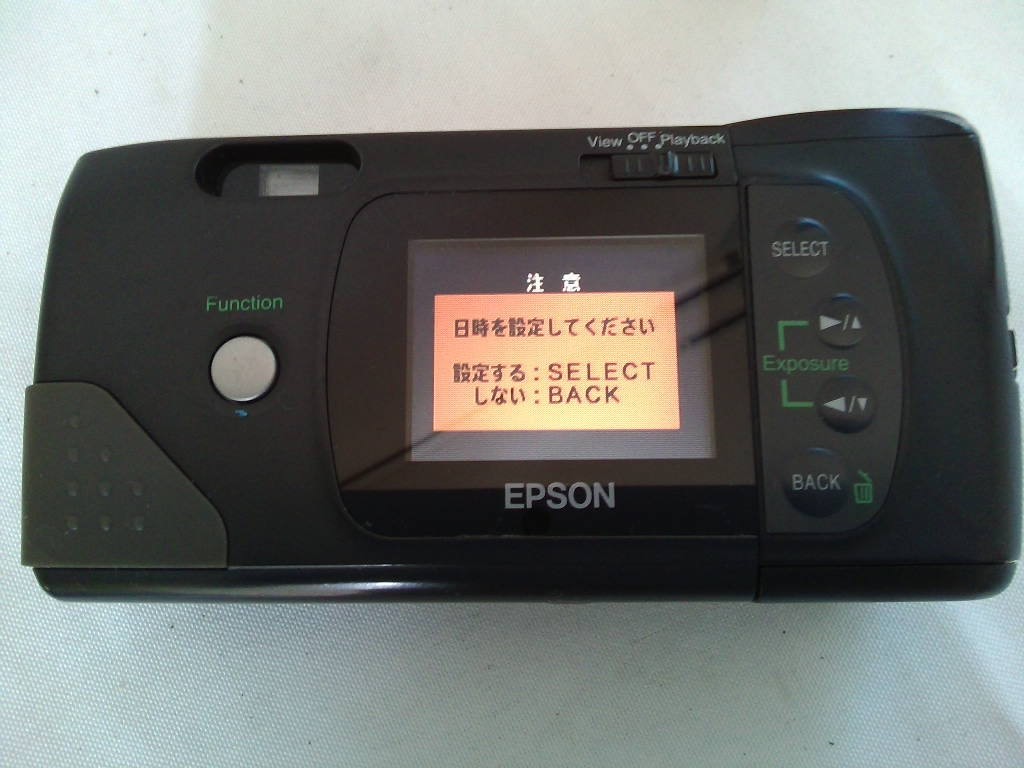 View OFF Playback
SELECT
注 意
Function
日時を設定してください
▶/▲
Exposure
設定する:SELECT
しない:BACK
◀/▼
BACK
EPSON